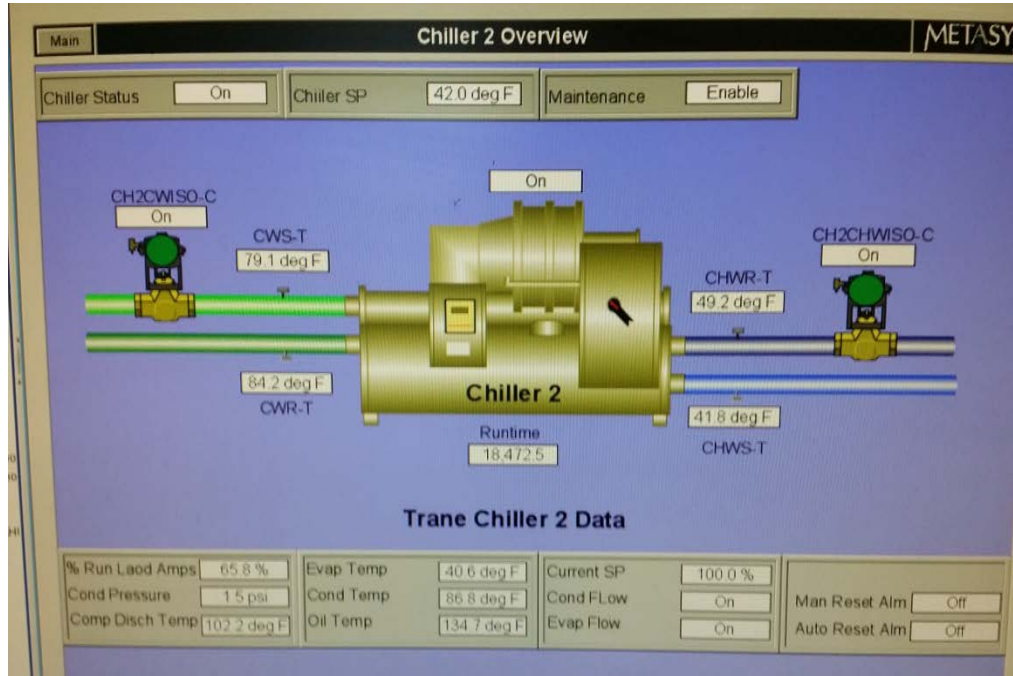 Main
Chiller 2 Overview
METASY
Chiller Status On
Chiiler SP 42.0 deg F
Maintenance Enable
On
CH2CWISO-C
On
CWS-T
79.1 deg F
CH2CHWISO-C
On
CHWR-T
49.2 deg F
84.2 deg F
CWR-T
Chiller 2
41.8 deg F
CHWS-T
Runtime
18,472.5
Trane Chiller 2 Data
% Run Laod Amps 65.8 %
Cond Pressure 1.5 psi
Comp Disch Temp 102.2 deg F
Evap Temp 40.6 deg F
Cond Temp 86.8 deg F
Oil Temp 134.7 deg F
Current SP 100.0 %
Cond FLow On
Evap Flow On
Man Reset Alm Off
Auto Reset Alm Off